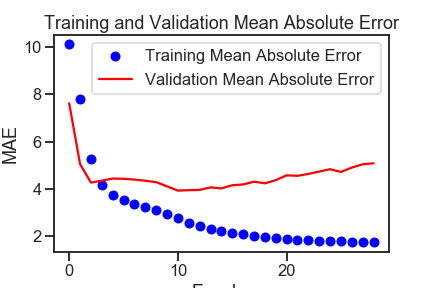 Training and Validation Mean Absolute Error
10
8
6
4
2
MAE
Training Mean Absolute Error
Validation Mean Absolute Error
0
10
20